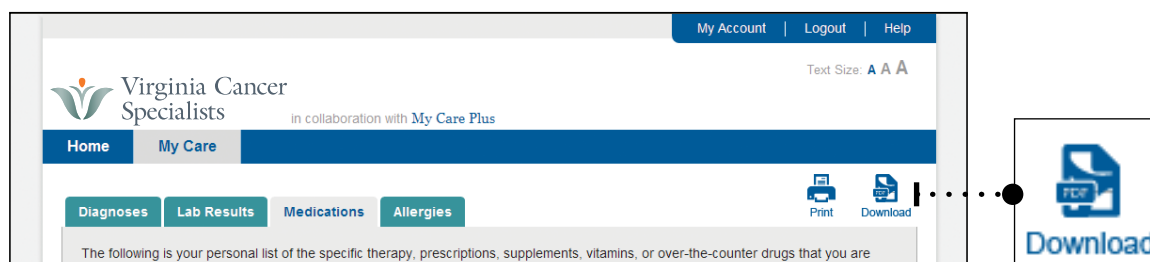 My Account | Logout | Help
Text Size: A A A
Virginia Cancer
Specialists
in collaboration with My Care Plus
Home My Care
Print Download
Diagnoses Lab Results Medications Allergies
The following is your personal list of the specific therapy, prescriptions, supplements, vitamins, or over-the-counter drugs that you are
PDF
Download